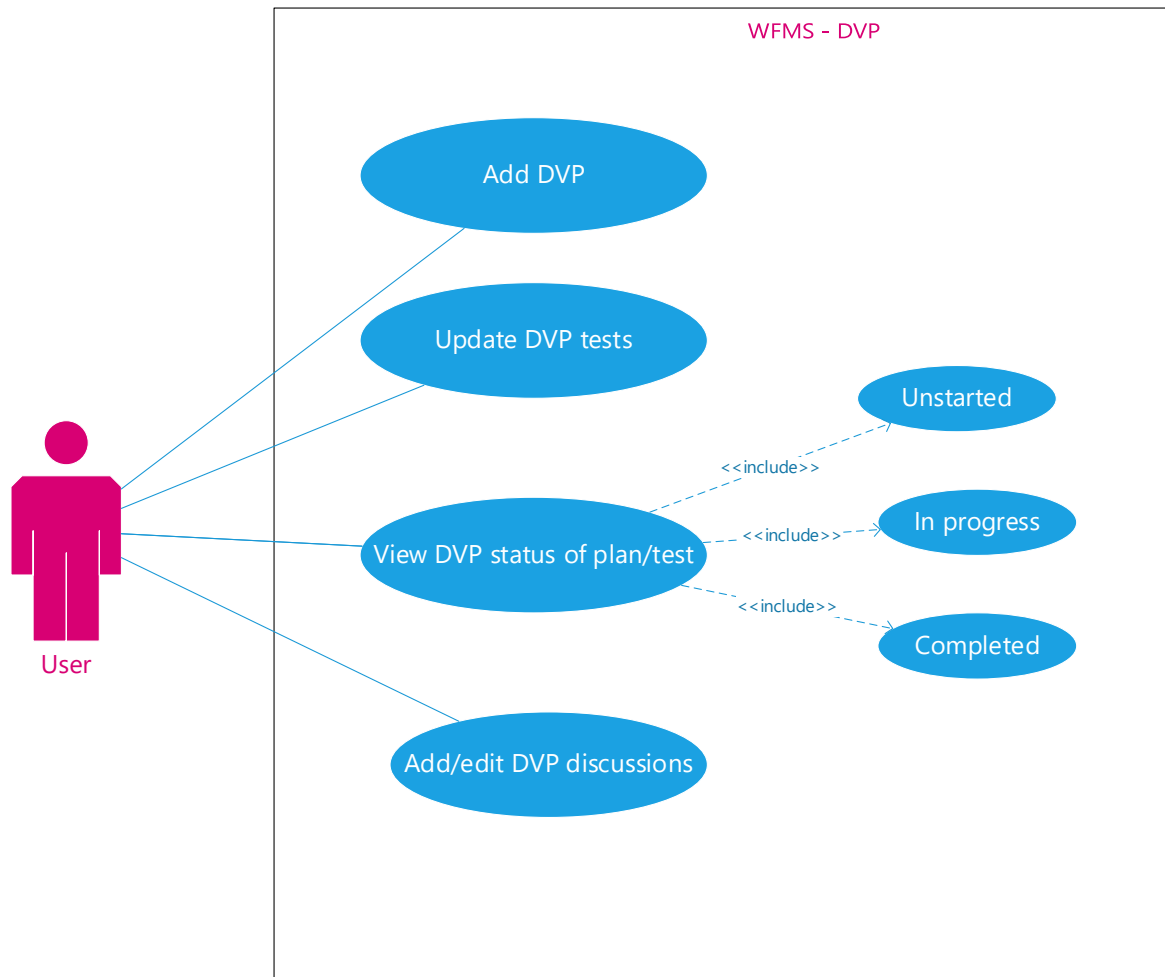 WFMS - DVP
Add DVP
Update DVP tests
Unstarted
<<include>>
In progress
<<include>>
View DVP status of plan/test
<<include>>
Completed
User
Add/edit DVP discussions